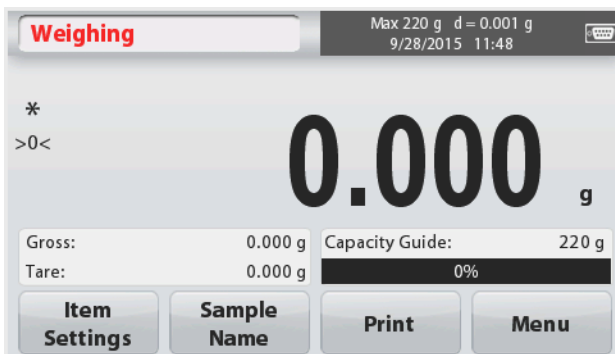 Weighing
Max 220 g d = 0.001 g
9/28/2015 11:48
*
>0<
0.000 g
Gross: 0.000 g
Tare: 0.000 g
Capacity Guide: 220 g
0%
Item
Settings
Sample
Name
Print
Menu